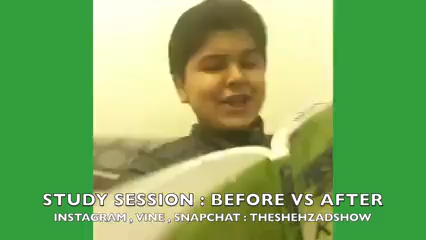 STUDY SESSION : BEFORE VS AFTER
INSTAGRAM , VINE , SNAPCHAT : THESHEHZADSHOW